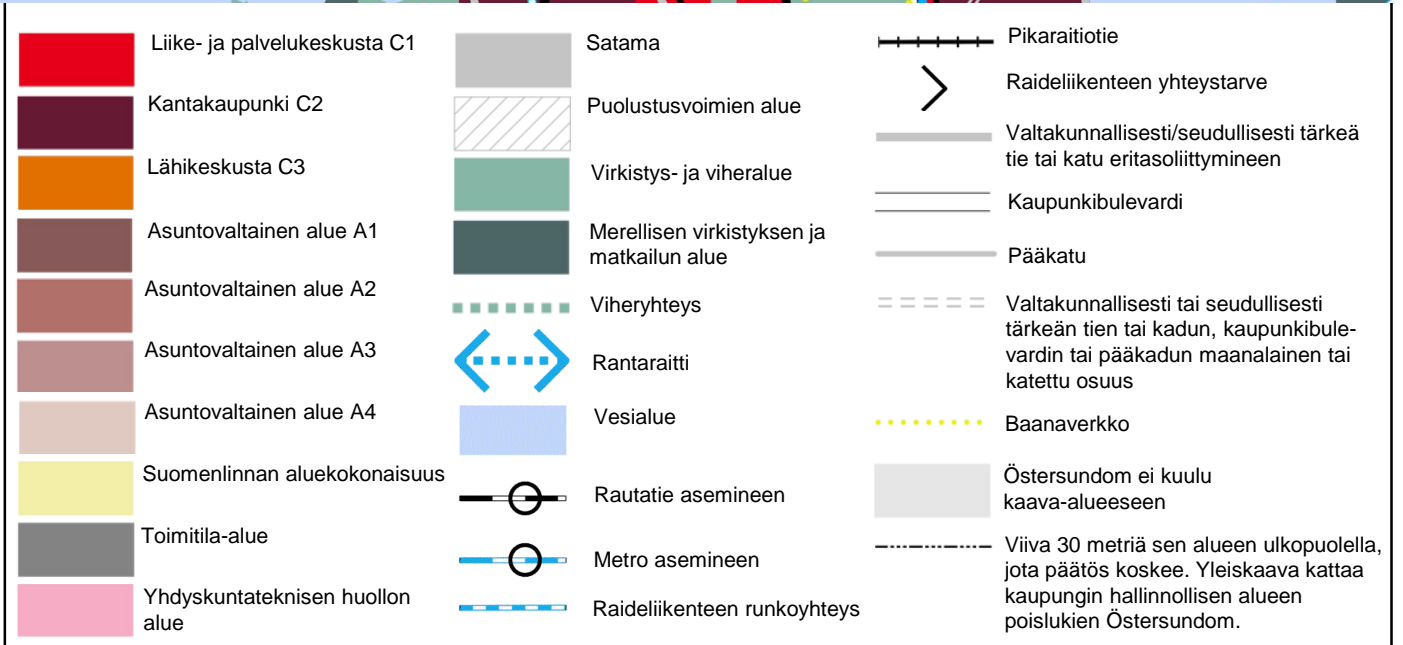 Liike- ja palvelukeskusta C1
Kantakaupunki C2
Lähikeskusta C3
Asuntovaltainen alue A1
Asuntovaltainen alue A2
Asuntovaltainen alue A3
Asuntovaltainen alue A4
Suomenlinnan aluekokonaisuus
Toimitila-alue
Yhdyskuntateknisen huollon
alue
Satama
Puolustusvoimien alue
Virkistys- ja viheralue
Merellisen virkistyksen ja
matkailun alue
Viheryhteys
Rantaraitti
Vesialue
Rautatie asemineen
Metro asemineen
Raideliikenteen runkoyhteys
Pikaraitiotie
Raideliikenteen yhteystarve
Valtakunnallisesti/seudullisesti tärkeä
tie tai katu eritasoliittymineen
Kaupunkibulevardi
Pääkatu
Valtakunnallisesti tai seudullisesti
tärkeän tien tai kadun, kaupunkibule-
vardin tai pääkadun maanalainen tai
katettu osuus
Baanaverkko
Östersundom ei kuulu
kaava-alueeseen
Viiva 30 metriä sen alueen ulkopuolella,
jota päätös koskee. Yleiskaava kattaa
kaupungin hallinnollisen alueen
poislukien Östersundom.